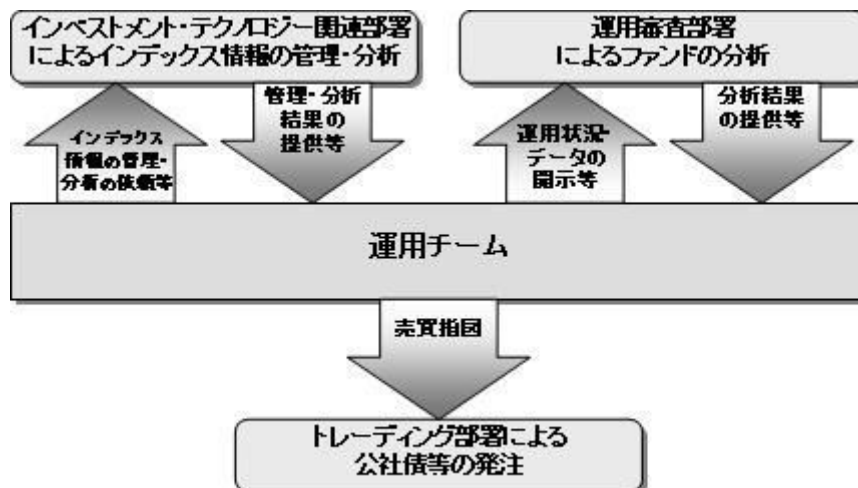 インベストメント・テクノロジー関連部署
によるインデックス情報の管理・分析
運用審査部署
によるファンドの分析
インデックス
情報の管理・
分析の依頼等
管理・分析
結果の
提供等
運用状況・
データの
開示等
分析結果
の提供等
運用チーム
売買指図
トレーディング部署による
公社債等の発注